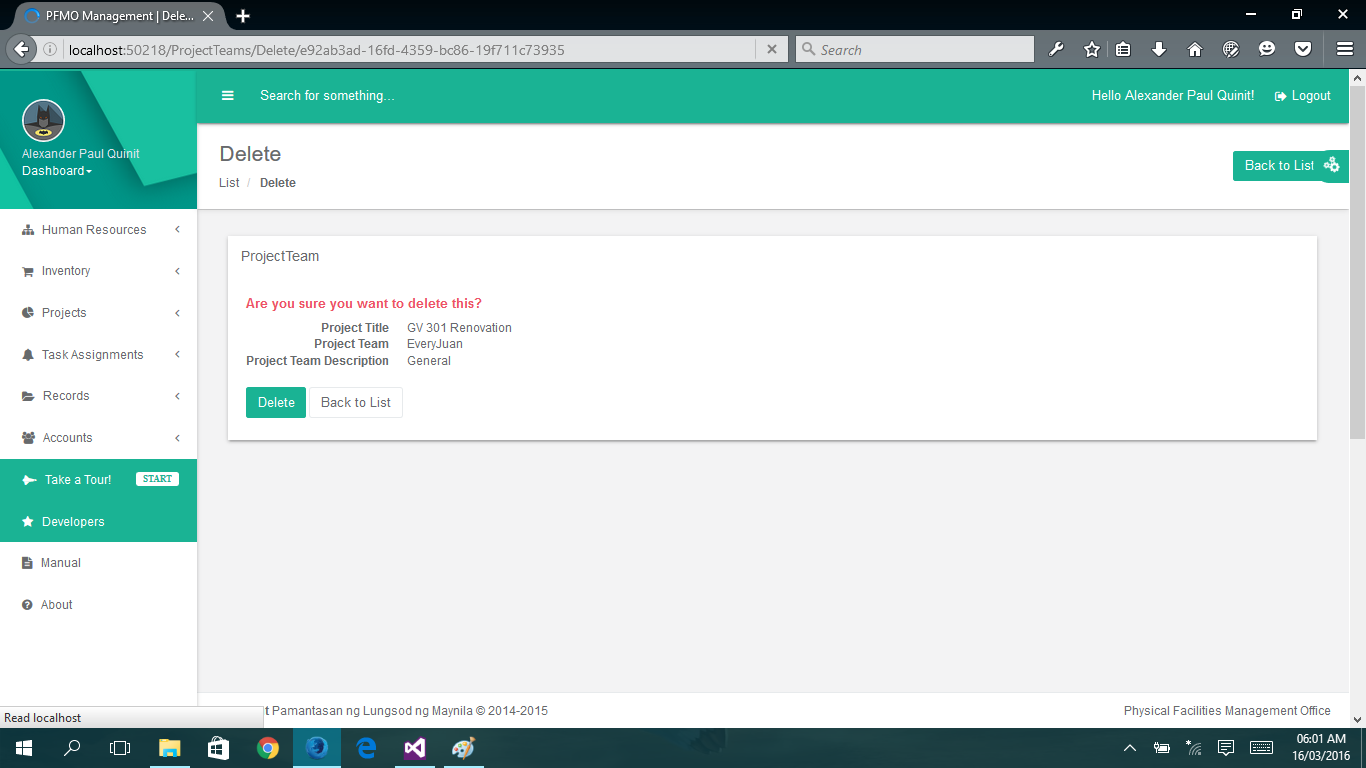 PFMO Management | Dele...
localhost:50218/ProjectTeams/Delete/e92ab3ad-16fd-4359-bc86-19f711c73935
Search
Search for something...
Hello Alexander Paul Quinit!
Logout
Alexander Paul Quinit
Dashboard
Delete
List / Delete
Back to List
Human Resources
Inventory
Projects
Task Assignments
Records
Accounts
Take a Tour!
START
Developers
Manual
About
ProjectTeam
Are you sure you want to delete this?
Project Title GV 301 Renovation
Project Team EveryJuan
Project Team Description General
Delete
Back to List
Read localhost
t Pamantasan ng Lungsod ng Maynila © 2014-2015
Physical Facilities Management Office
06:01 AM
16/03/2016